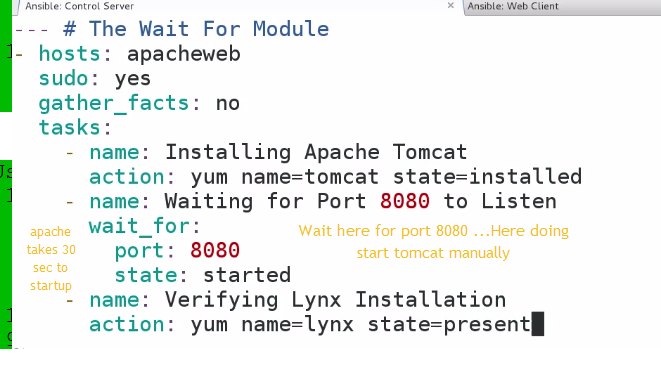 Ansible: Control Server × Ansible: Web Client
--- # The Wait For Module
- hosts: apacheweb
sudo: yes
gather_facts: no
tasks:
- name: Installing Apache Tomcat
action: yum name=tomcat state=installed
- name: Waiting for Port 8080 to Listen
wait_for:
port: 8080
state: started
- name: Verifying Lynx Installation
action: yum name=lynx state=present
apache
takes 30
sec to
startup
Wait here for port 8080 ...Here doing
start tomcat manually